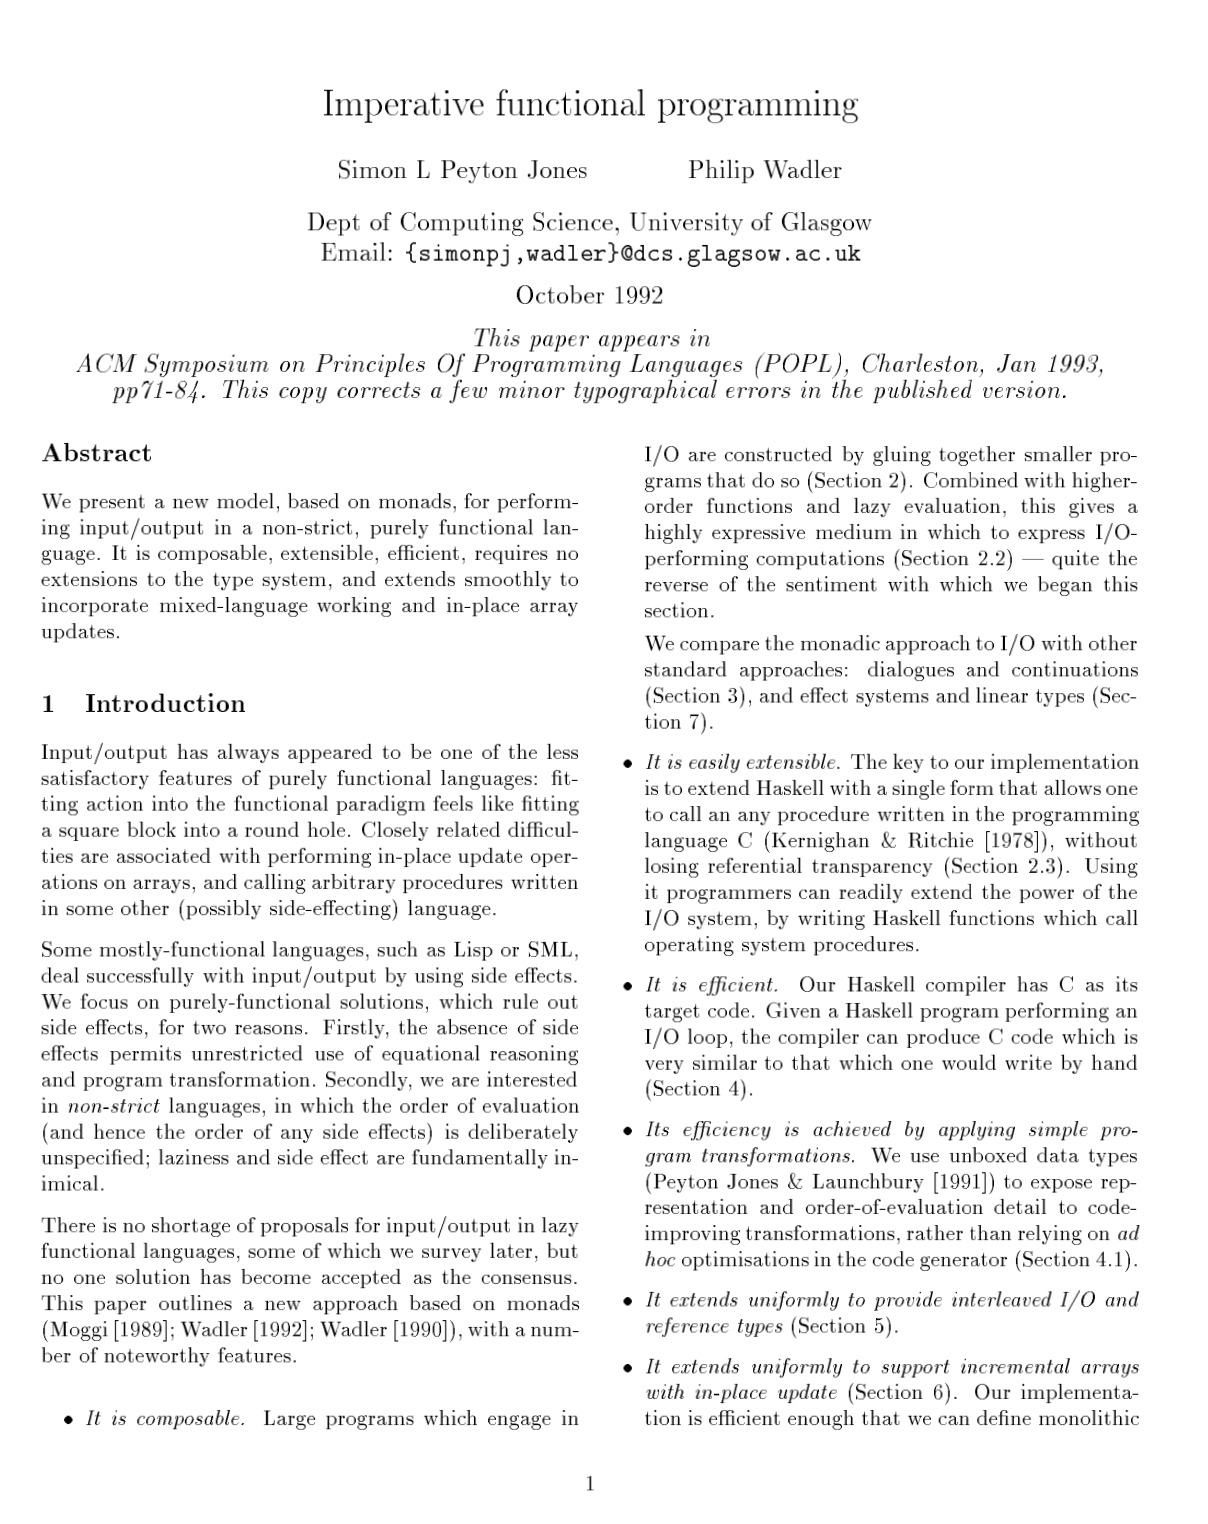 Imperative functional programming
Simon L Peyton Jones Philip Wadler
Dept of Computing Science, University of Glasgow
Email: {simonpj,wadler}@dcs.glagsow.ac.uk
October 1992
This paper appears in
ACM Symposium on Principles Of Programming Languages (POPL), Charleston, Jan 1993,
pp71-84. This copy corrects a few minor typographical errors in the published version.
Abstract
We present a new model, based on monads, for perform-
ing input/output in a non-strict, purely functional lan-
guage. It is composable, extensible, efficient, requires no
extensions to the type system, and extends smoothly to
incorporate mixed-language working and in-place array
updates.
1 Introduction
Input/output has always appeared to be one of the less
satisfactory features of purely functional languages: fit-
ting action into the functional paradigm feels like fitting
a square block into a round hole. Closely related difficul-
ties are associated with performing in-place update oper-
ations on arrays, and calling arbitrary procedures written
in some other (possibly side-effecting) language.
Some mostly-functional languages, such as Lisp or SML,
deal successfully with input/output by using side effects.
We focus on purely-functional solutions, which rule out
side effects, for two reasons. Firstly, the absence of side
effects permits unrestricted use of equational reasoning
and program transformation. Secondly, we are interested
in non-strict languages, in which the order of evaluation
(and hence the order of any side effects) is deliberately
unspecified; laziness and side effect are fundamentally in-
imical.
There is no shortage of proposals for input/output in lazy
functional languages, some of which we survey later, but
no one solution has become accepted as the consensus.
This paper outlines a new approach based on monads
(Moggi [1989]; Wadler [1992]; Wadler [1990]), with a num-
ber of noteworthy features.
• It is composable. Large programs which engage in
I/O are constructed by gluing together smaller pro-
grams that do so (Section 2). Combined with higher-
order functions and lazy evaluation, this gives a
highly expressive medium in which to express I/O-
performing computations (Section 2.2) — quite the
reverse of the sentiment with which we began this
section.
We compare the monadic approach to I/O with other
standard approaches: dialogues and continuations
(Section 3), and effect systems and linear types (Sec-
tion 7).
• It is easily extensible. The key to our implementation
is to extend Haskell with a single form that allows one
to call an any procedure written in the programming
language C (Kernighan & Ritchie [1978]), without
losing referential transparency (Section 2.3). Using
it programmers can readily extend the power of the
I/O system, by writing Haskell functions which call
operating system procedures.
• It is efficient. Our Haskell compiler has C as its
target code. Given a Haskell program performing an
I/O loop, the compiler can produce C code which is
very similar to that which one would write by hand
(Section 4).
• Its efficiency is achieved by applying simple pro-
gram transformations. We use unboxed data types
(Peyton Jones & Launchbury [1991]) to expose rep-
resentation and order-of-evaluation detail to code-
improving transformations, rather than relying on ad
hoc optimisations in the code generator (Section 4.1).
• It extends uniformly to provide interleaved I/O and
reference types (Section 5).
• It extends uniformly to support incremental arrays
with in-place update (Section 6). Our implementa-
tion is efficient enough that we can define monolithic
1